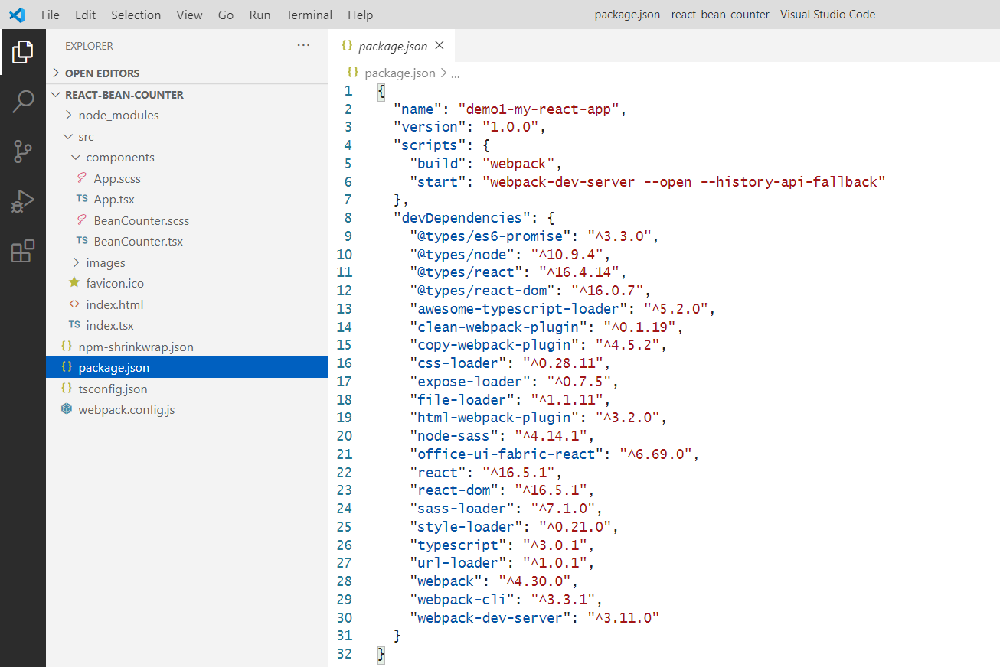 File Edit Selection View Go Run Terminal Help package.json - react-bean-counter - Visual Studio Code
EXPLORER ...
OPEN EDITORS
REACT-BEAN-COUNTER
node_modules
src
components
App.scss
TS App.tsx
BeanCounter.scss
TS BeanCounter.tsx
images
favicon.ico
<> index.html
TS index.tsx
{} npm-shrinkwrap.json
{} package.json
{} tsconfig.json
webpack.config.js
{} package.json ×
{} package.json > ...
1 {
2 "name": "demo1-my-react-app",
3 "version": "1.0.0",
4 "scripts": {
5 "build": "webpack",
6 "start": "webpack-dev-server --open --history-api-fallback"
7 },
8 "devDependencies": {
9 "@types/es6-promise": "^3.3.0",
10 "@types/node": "^10.9.4",
11 "@types/react": "^16.4.14",
12 "@types/react-dom": "^16.0.7",
13 "awesome-typescript-loader": "^5.2.0",
14 "clean-webpack-plugin": "^0.1.19",
15 "copy-webpack-plugin": "^4.5.2",
16 "css-loader": "^0.28.11",
17 "expose-loader": "^0.7.5",
18 "file-loader": "^1.1.11",
19 "html-webpack-plugin": "^3.2.0",
20 "node-sass": "^4.14.1",
21 "office-ui-fabric-react": "^6.69.0",
22 "react": "^16.5.1",
23 "react-dom": "^16.5.1",
24 "sass-loader": "^7.1.0",
25 "style-loader": "^0.21.0",
26 "typescript": "^3.0.1",
27 "url-loader": "^1.0.1",
28 "webpack": "^4.30.0",
29 "webpack-cli": "^3.3.1",
30 "webpack-dev-server": "^3.11.0"
31 }
32 }